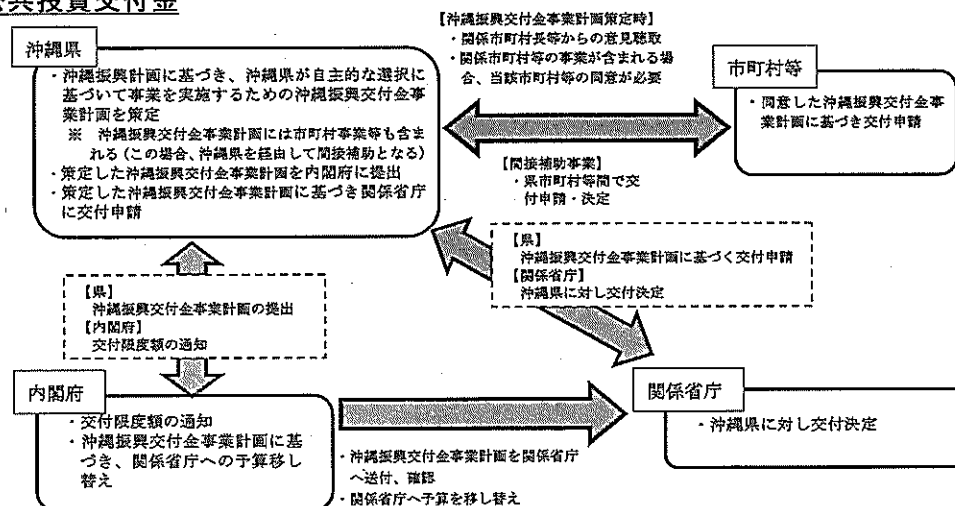 公共投資交付金
【沖縄振興交付金事業計画策定時】
・関係市町村長等からの意見聴取
・関係市町村等の事業が含まれる場
合、当該市町村等の同意が必要
沖縄県
・沖縄振興計画に基づき、沖縄県が自主的な選択に
基づいて事業を実施するための沖縄振興交付金事
業計画を策定
※ 沖縄振興交付金事業計画には市町村事業等も含ま
れる（この場合、沖縄県を経由して間接補助となる）
・策定した沖縄振興交付金事業計画を内閣府に提出
・策定した沖縄振興交付金事業計画に基づき関係省庁
に交付申請
市町村等
・同意した沖縄振興交付金事
業計画に基づき交付申請
【間接補助事業】
・県市町村等間で交
付申請・決定
【県】
沖縄振興交付金事業計画に基づく交付申請
【関係省庁】
沖縄県に対し交付決定
【県】
沖縄振興交付金事業計画の提出
【内閣府】
交付限度額の通知
内閣府
・交付限度額の通知
・沖縄振興交付金事業計画に基
づき、関係省庁への予算移し
替え
・沖縄振興交付金事業計画を関係省庁
へ送付、確認
・関係省庁へ予算を移し替え
関係省庁
・沖縄県に対し交付決定